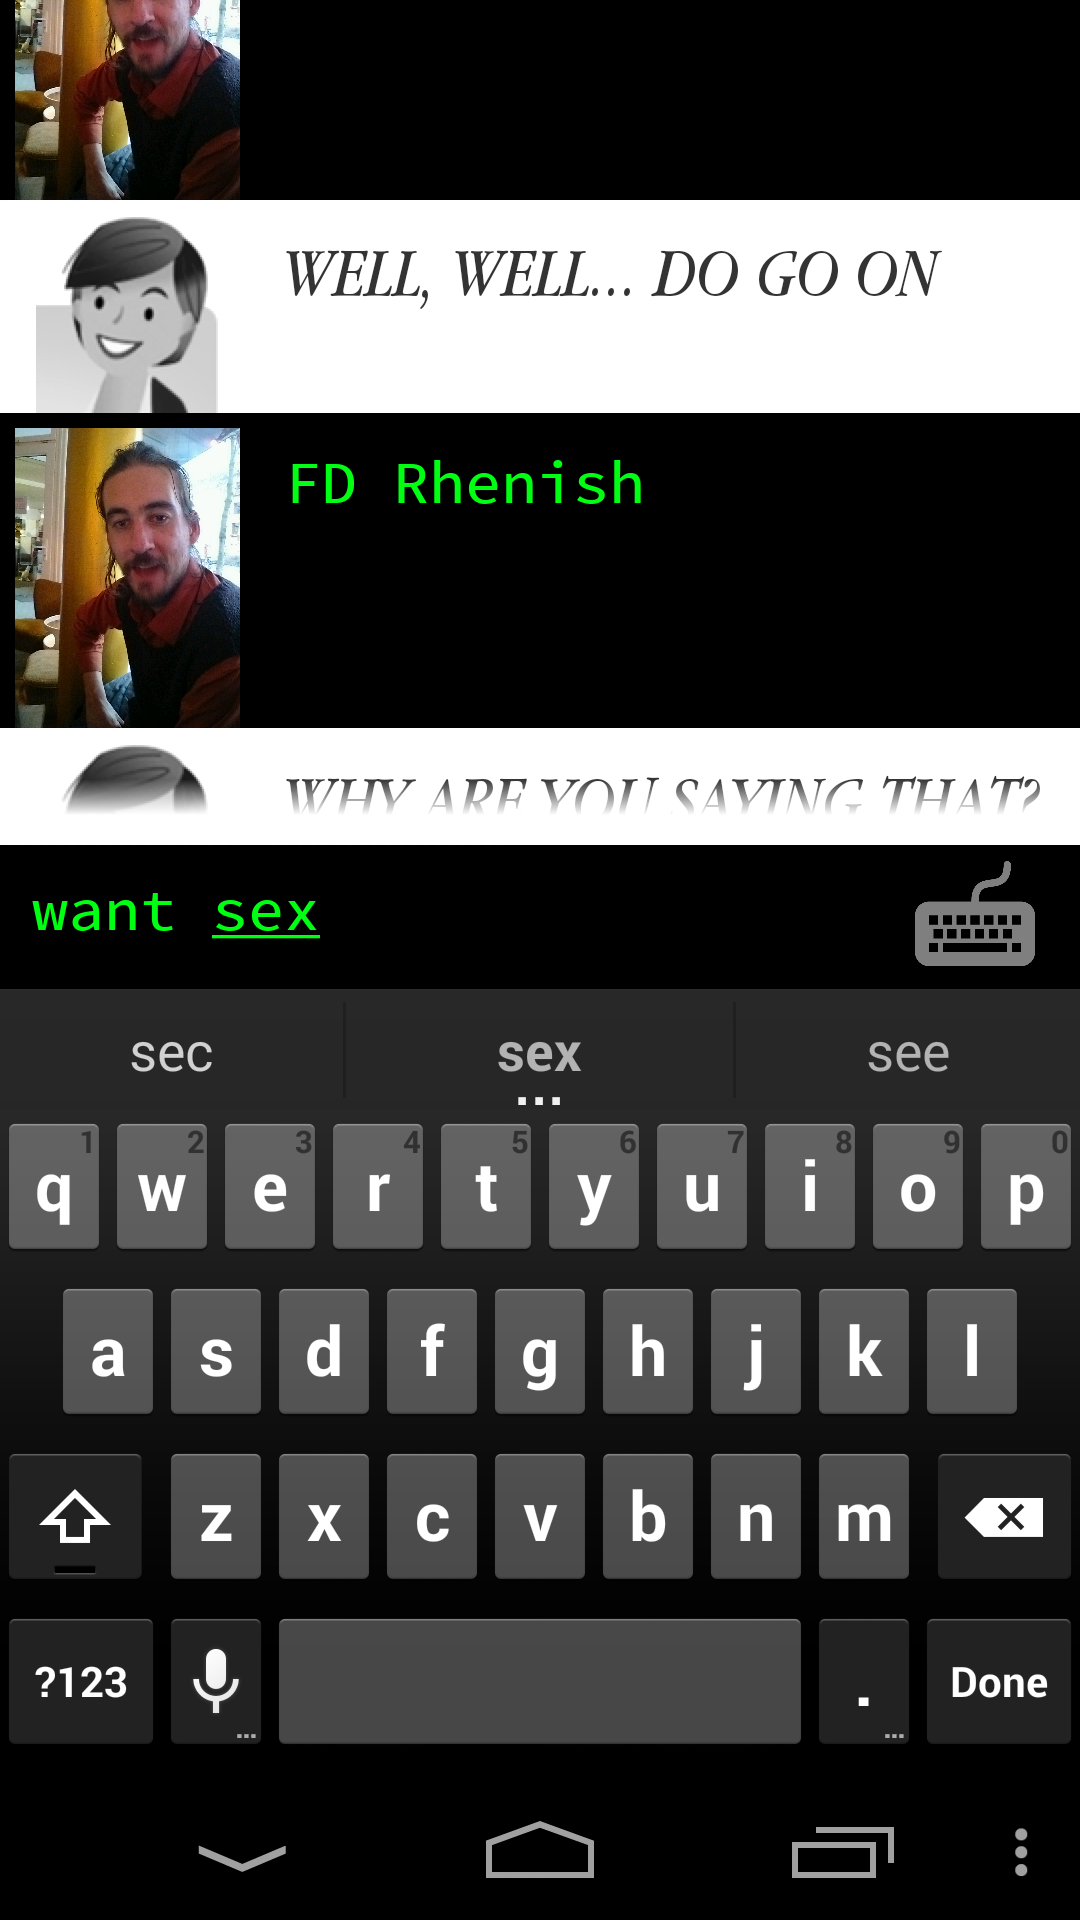 WELL, WELL... DO GO ON
FD Rhenish
WHY ARE YOU SAYING THAT?
want sex
sec sex see
...
1 2 3 4 5 6 7 8 9 0
q w e r t y u i o p
a s d f g h j k l
z x c v b n m
?123 ... . ... Done